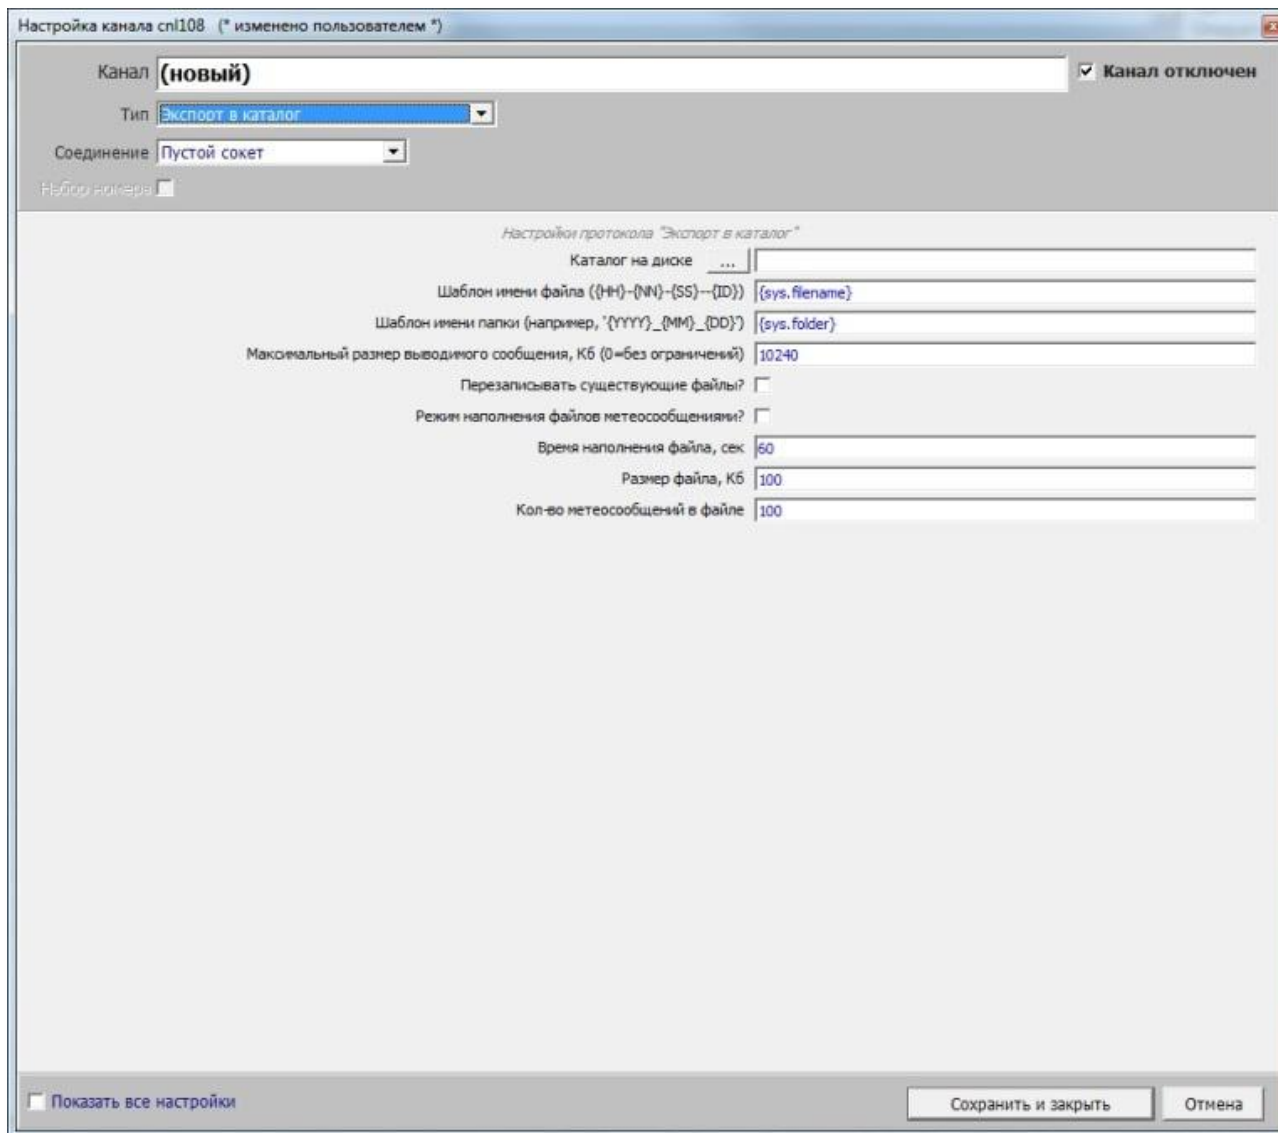 Настройка канала cnl108 (* изменено пользователем *)
Канал (новый) Канал отключен
Тип Экспорт в каталог
Соединение Пустой сокет
Набор номера
Настройки протокола "Экспорт в каталог"
Каталог на диске ...
Шаблон имени файла ({HH}-{NN}-{SS}--{ID}) {sys.filename}
Шаблон имени папки (например, '{YYYY}_{MM}_{DD}') {sys.folder}
Максимальный размер выводимого сообщения, Кб (0=без ограничений) 10240
Перезаписывать существующие файлы?
Режим наполнения файлов метеосообщениями?
Время наполнения файла, сек 60
Размер файла, Кб 100
Кол-во метеосообщений в файле 100
Показать все настройки Сохранить и закрыть Отмена